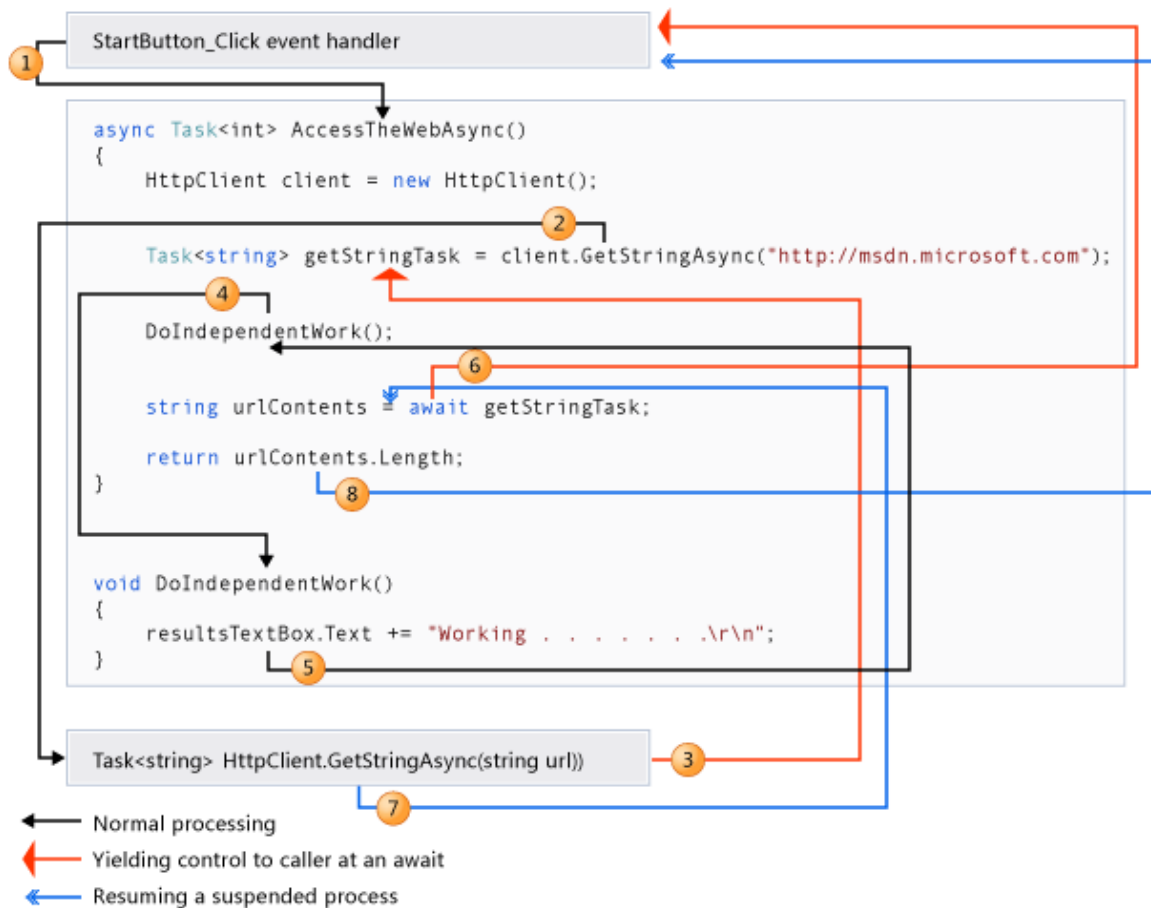 StartButton_Click event handler
1
async Task<int> AccessTheWebAsync()
{
HttpClient client = new HttpClient();
2
Task<string> getStringTask = client.GetStringAsync("http://msdn.microsoft.com");
4
DoIndependentWork();
6
string urlContents = await getStringTask;
return urlContents.Length;
}
8
void DoIndependentWork()
{
resultsTextBox.Text += "Working . . . . . . .\r\n";
}
5
Task<string> HttpClient.GetStringAsync(string url))
3
7
Normal processing
Yielding control to caller at an await
Resuming a suspended process